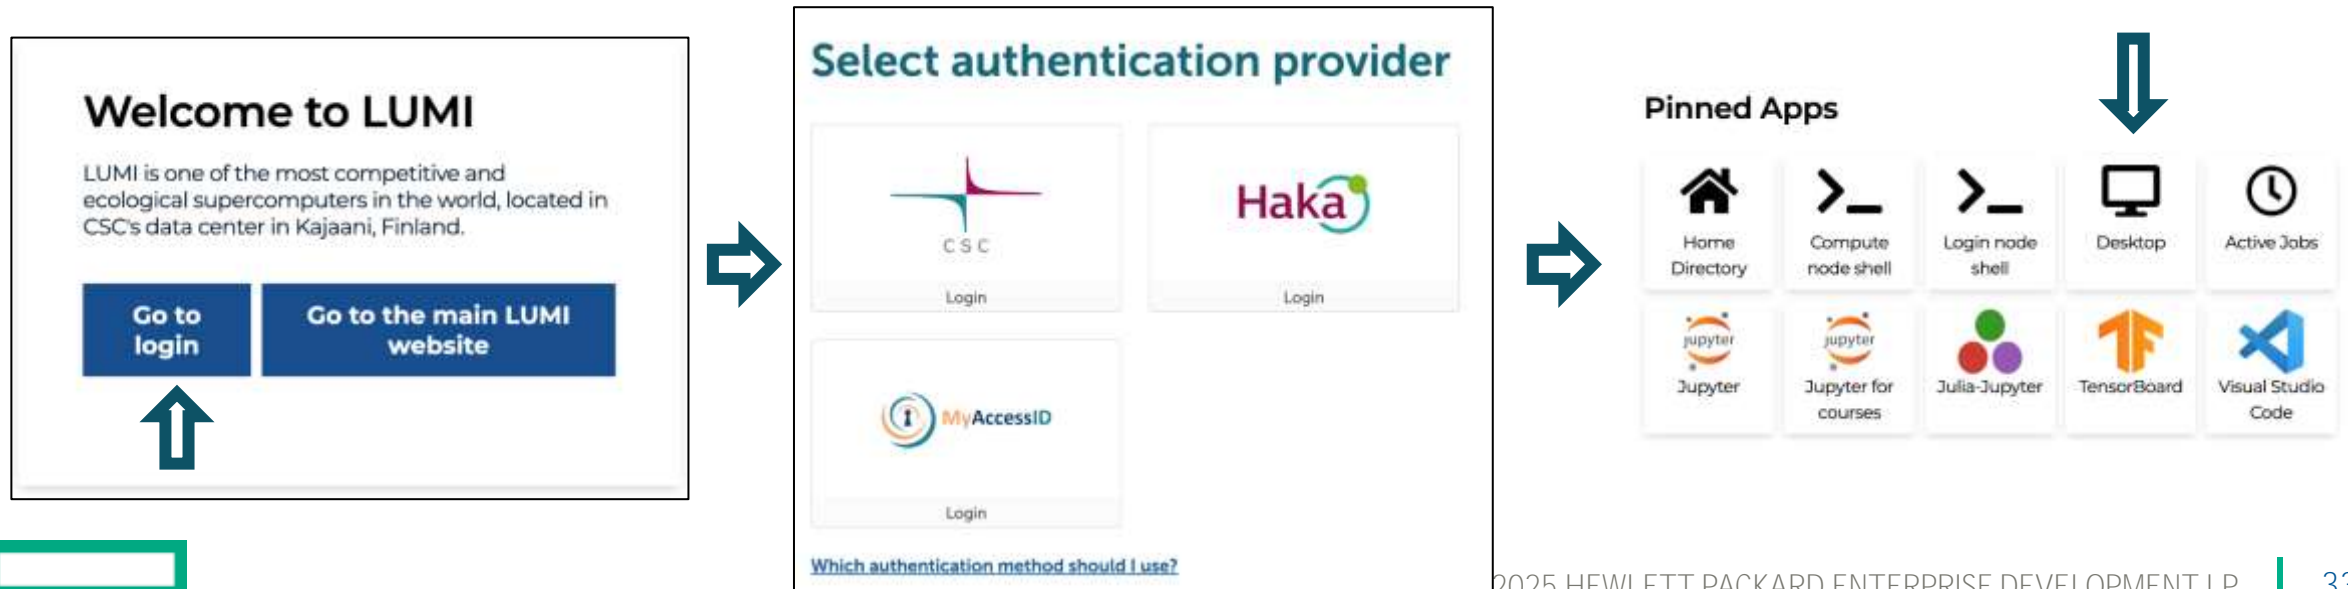 Welcome to LUMI
LUMI is one of the most competitive and
ecological supercomputers in the world, located in
CSC's data center in Kajaani, Finland.
Go to
login
Go to the main LUMI
website
Select authentication provider
CSC
Login
Haka
Login
MyAccessID
Login
Which authentication method should I use?
Pinned Apps
Home
Directory
Compute
node shell
Login node
shell
Desktop
Active Jobs
jupyter
Jupyter
jupyter
Jupyter for
courses
Julia-Jupyter
TensorBoard
Visual Studio
Code
2025 HEWLETT PACKARD ENTERPRISE DEVELOPMENT LP